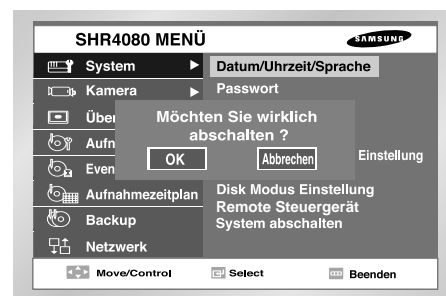 SHR4080 MENÜ
SAMSUNG
System
Datum/Uhrzeit/Sprache
Kamera
Passwort
Über
Möchten Sie wirklich
abschalten ?
Aufn
OK
Abbrechen
Einstellung
Even
Aufnahmezeitplan
Disk Modus Einstellung
Remote Steuergerät
System abschalten
Backup
Netzwerk
Move/Control
Select
Beenden